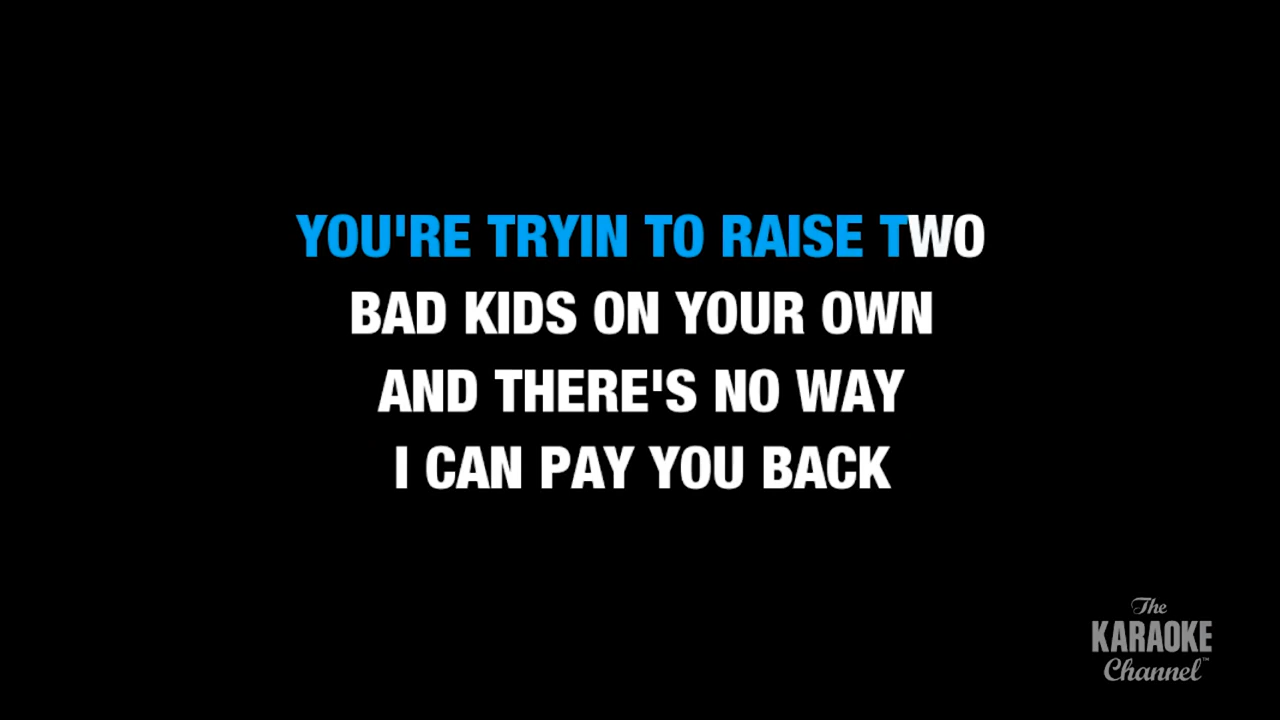 YOU'RE TRYIN TO RAISE TWO
BAD KIDS ON YOUR OWN
AND THERE'S NO WAY
I CAN PAY YOU BACK
The
KARAOKE
Channel™